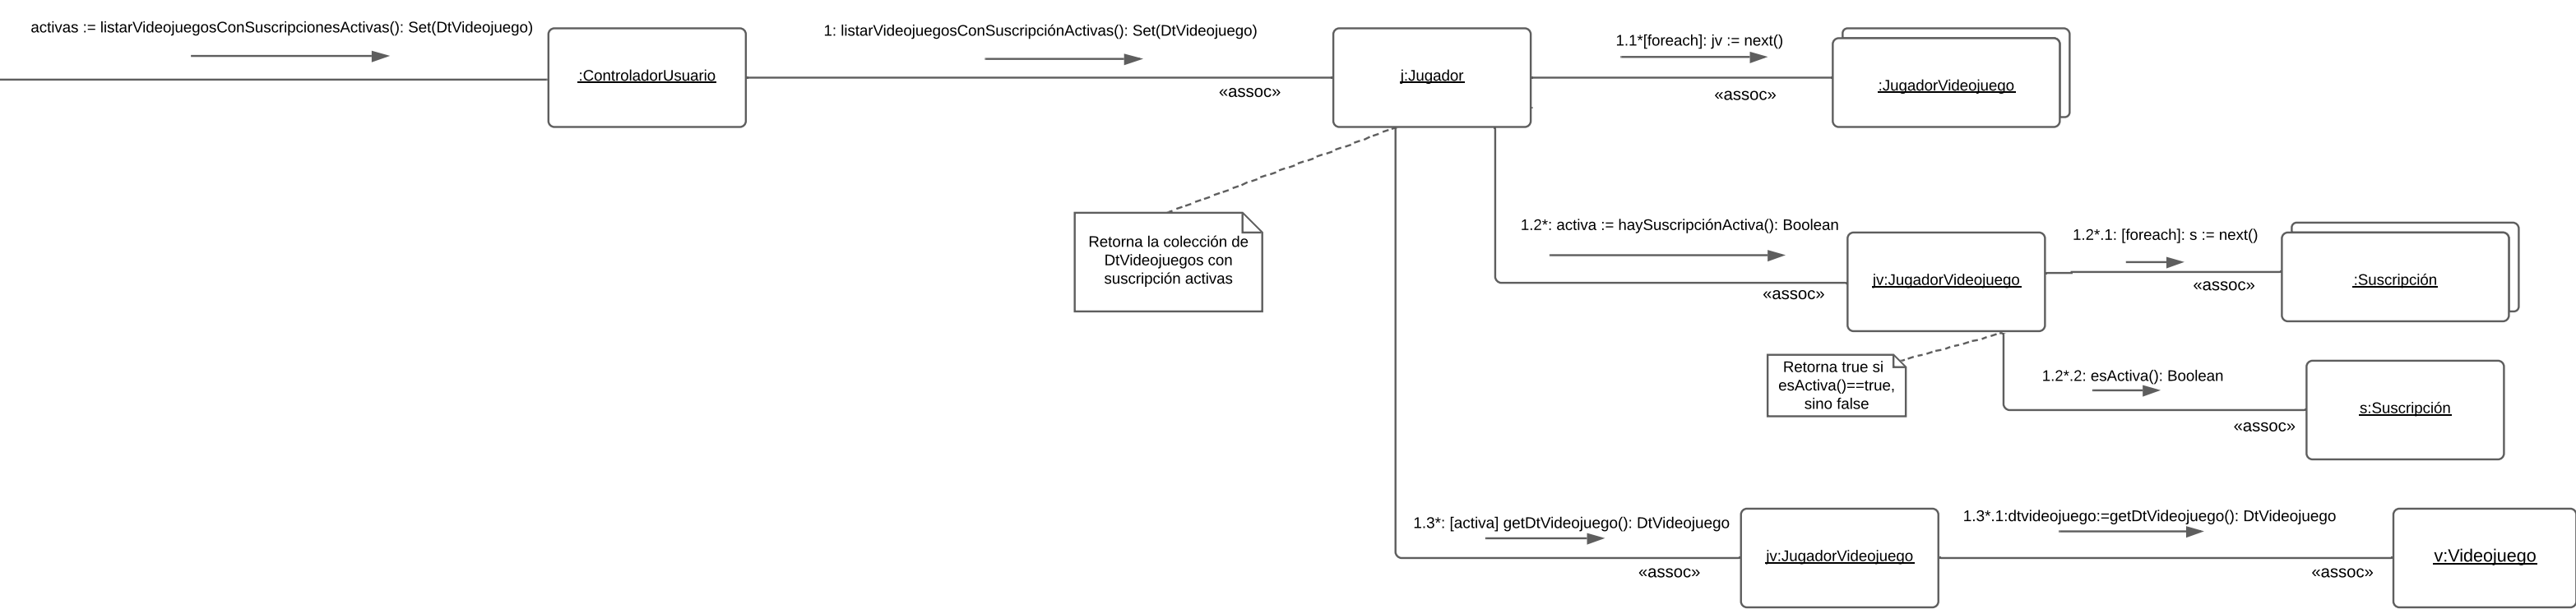 activas := listarVideojuegosConSuscripcionesActivas(): Set(DtVideojuego)
:ControladorUsuario
1: listarVideojuegosConSuscripciónActivas(): Set(DtVideojuego)
«assoc»
j:Jugador
1.1*[foreach]: jv := next()
«assoc»
:JugadorVideojuego
Retorna la colección de
DtVideojuegos con
suscripción activas
1.2*: activa := haySuscripciónActiva(): Boolean
«assoc»
jv:JugadorVideojuego
1.2*.1: [foreach]: s := next()
«assoc»
:Suscripción
Retorna true si
esActiva()==true,
sino false
1.2*.2: esActiva(): Boolean
«assoc»
s:Suscripción
1.3*: [activa] getDtVideojuego(): DtVideojuego
«assoc»
jv:JugadorVideojuego
1.3*.1:dtvideojuego:=getDtVideojuego(): DtVideojuego
«assoc»
v:Videojuego